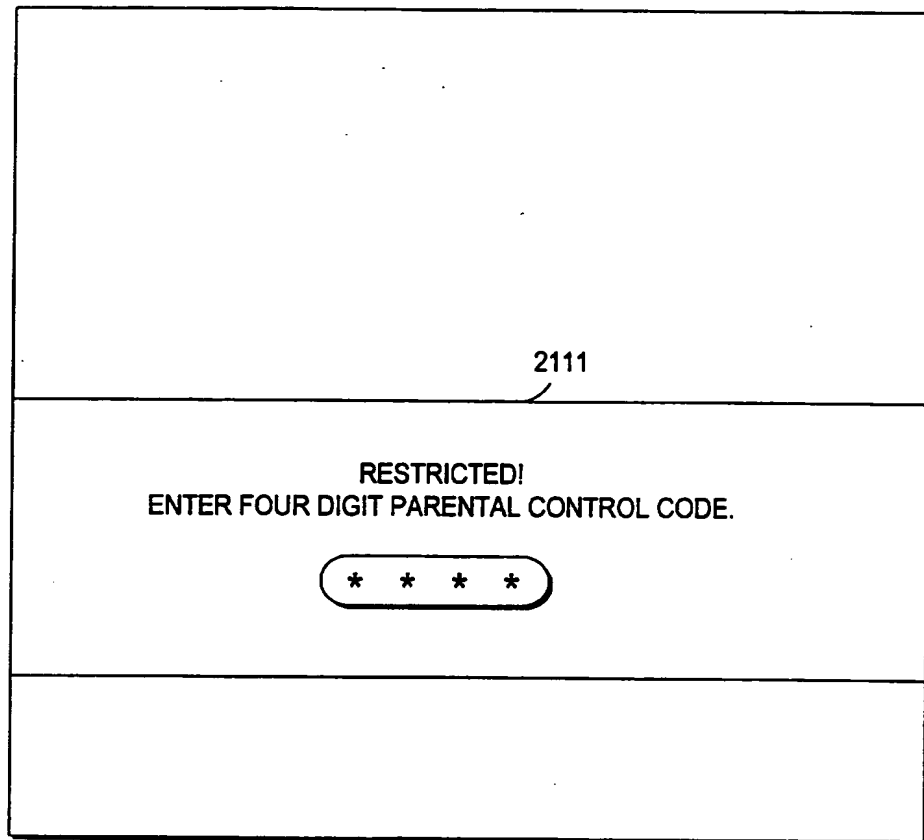 2111
RESTRICTED!
ENTER FOUR DIGIT PARENTAL CONTROL CODE.
* * * *